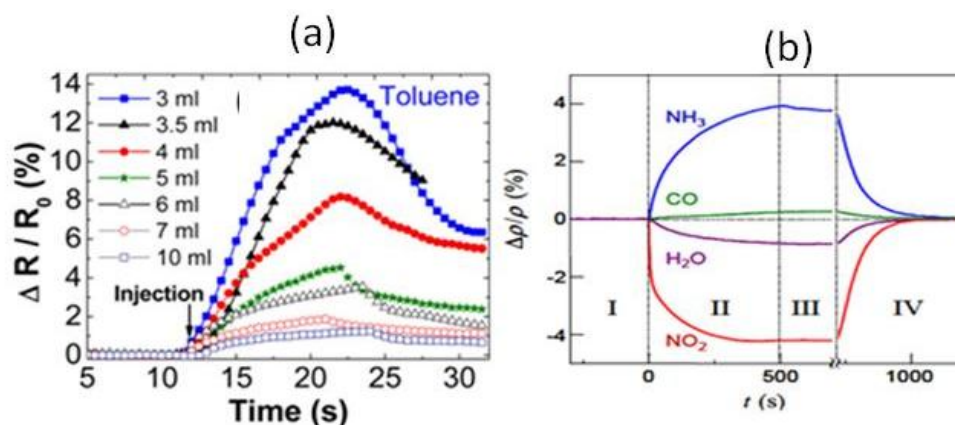 (a)
14
12
10
8
6
4
2
0
Δ R / R₀ (%)
3 ml
3.5 ml
4 ml
5 ml
6 ml
7 ml
10 ml
Toluene
Injection
5 10 15 20 25 30
Time (s)
(b)
4
2
0
-2
-4
Δρ/ρ (%)
NH₃
CO
H₂O
NO₂
I II III IV
0 500 1000
t (s)